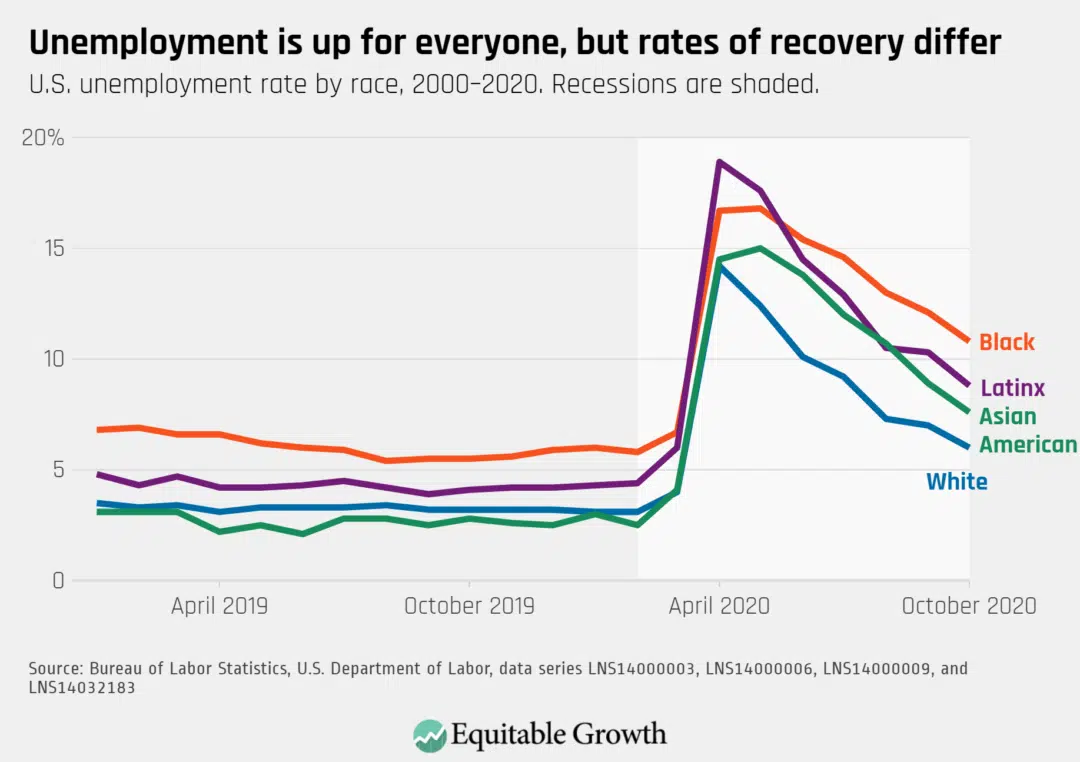 Unemployment is up for everyone, but rates of recovery differ
U.S. unemployment rate by race, 2000–2020. Recessions are shaded.
20%
15
10
5
0
Black
Latinx
Asian
American
White
April 2019
October 2019
April 2020
October 2020
Source: Bureau of Labor Statistics, U.S. Department of Labor, data series LNS14000003, LNS14000006, LNS14000009, and
LNS14032183
Equitable Growth